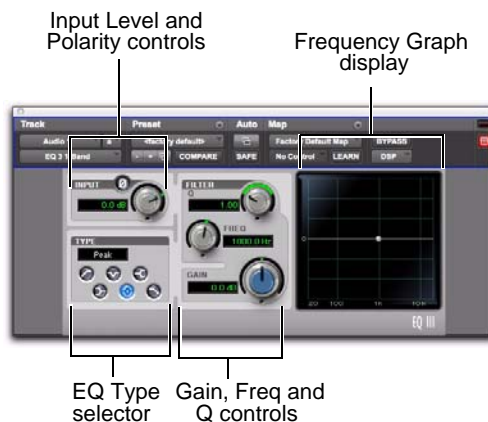 Input Level and
Polarity controls
Frequency Graph
display
Track Preset Auto Map
Audio a <factory default> Factory Default Map BYPASS
EQ 3 1-Band - + COMPARE SAFE No Control LEARN DSP
INPUT Ø
0.0 dB
FILTER
Q
1.00
FREQ
1000.0 Hz
TYPE
Peak
GAIN
0.0 dB
0
20 100 1K 10K
EQ III
EQ Type
selector
Gain, Freq and
Q controls